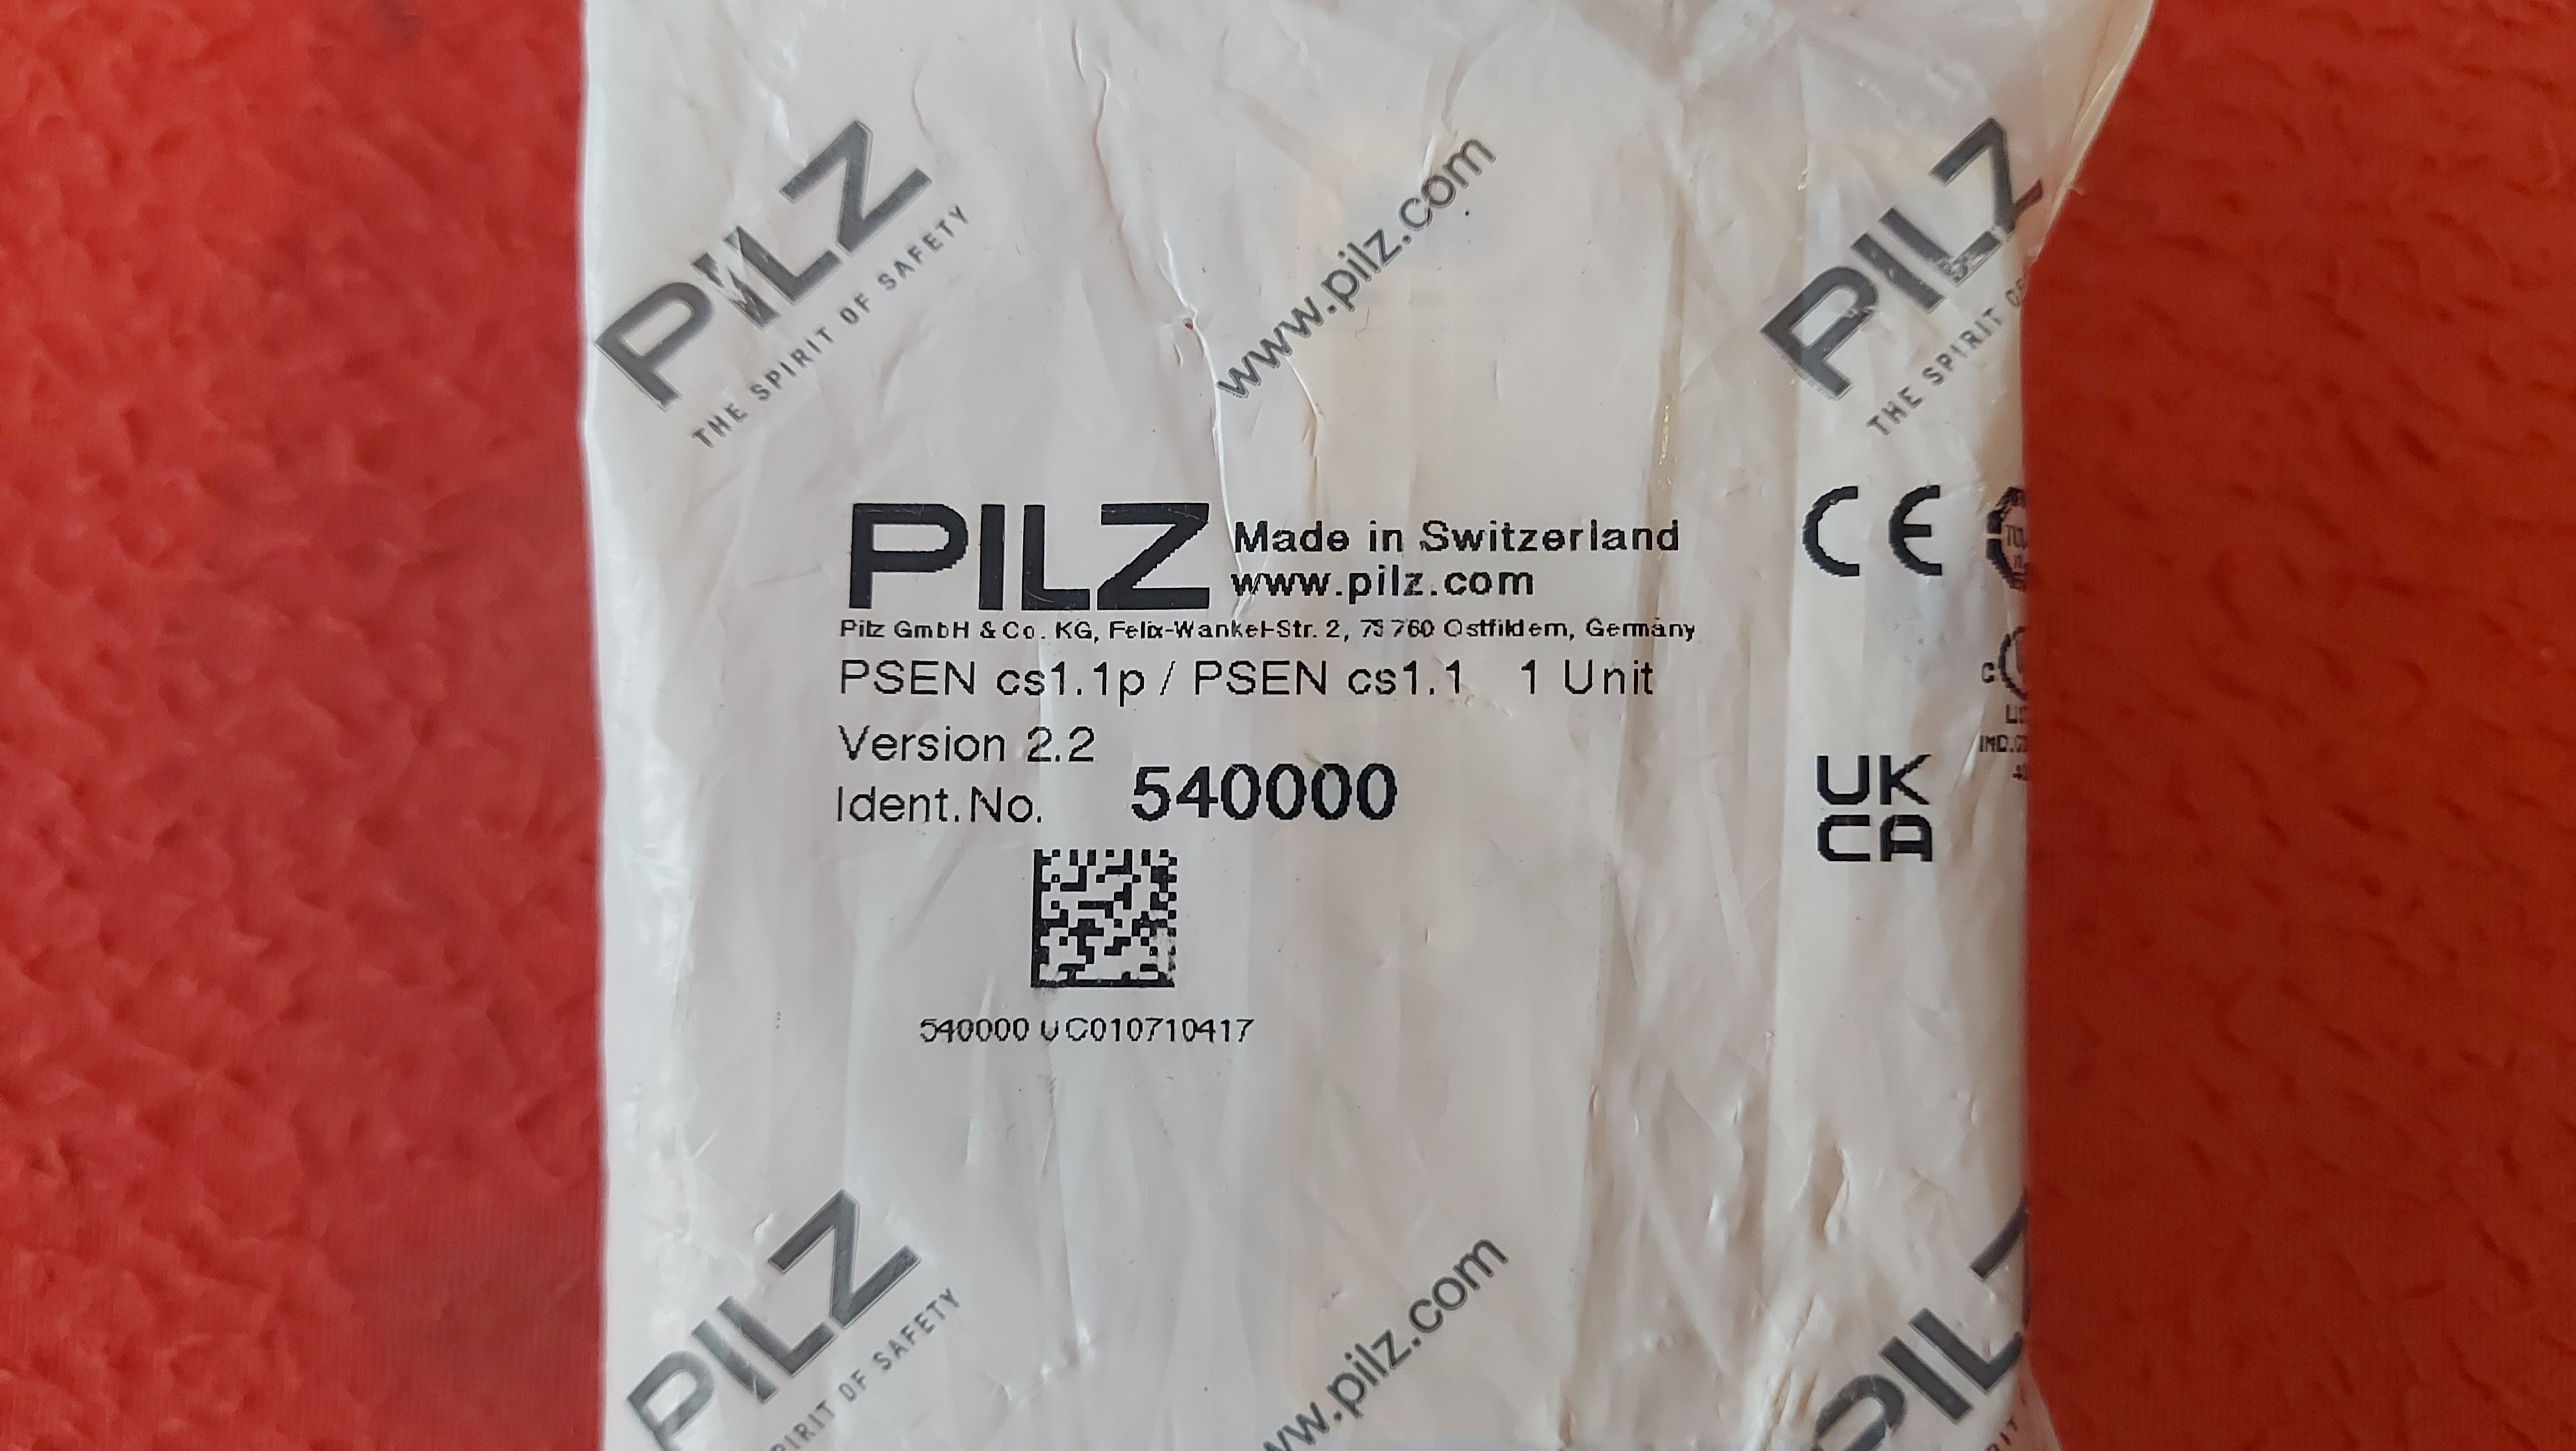 PILZ
THE SPIRIT OF SAFETY
www.pilz.com
PILZ
THE SPIRIT
PILZ
Made in Switzerland
www.pilz.com
Pilz GmbH & Co. KG, Felix-Wankel-Str. 2, 73760 Ostfildern, Germany
PSEN cs1.1p / PSEN cs1.1 1 Unit
Version 2.2
Ident.No. 540000
540000 UC010710417
CE
UK
CA
PILZ
SPIRIT OF SAFETY
www.pilz.com
PILZ